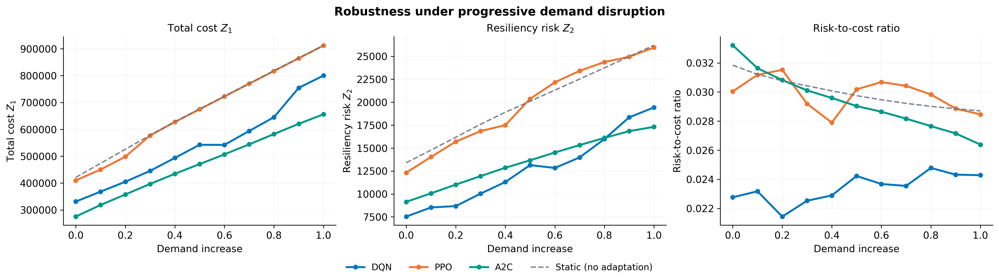 Robustness under progressive demand disruption
Total cost Z₁
Total cost Z₁
900000
800000
700000
600000
500000
400000
300000
0.0 0.2 0.4 0.6 0.8 1.0
Demand increase
Resiliency risk Z₂
Resiliency risk Z₂
25000
22500
20000
17500
15000
12500
10000
7500
0.0 0.2 0.4 0.6 0.8 1.0
Demand increase
Risk-to-cost ratio
Risk-to-cost ratio
0.032
0.030
0.028
0.026
0.024
0.022
0.0 0.2 0.4 0.6 0.8 1.0
Demand increase
DQN PPO A2C Static (no adaptation)